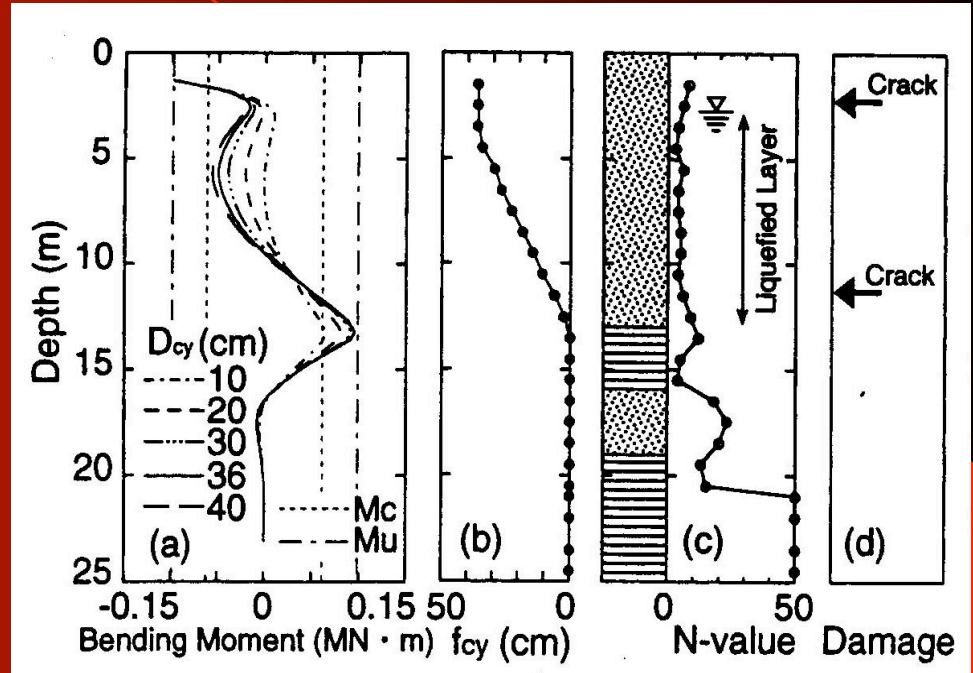 0
5
10
15
20
25
Depth (m)
Dcy (cm)
10
20
30
36
40
Mc
Mu
(a)
-0.15 0 0.15
Bending Moment (MN · m)
(b)
50 0
fcy (cm)
Liquefied Layer
(c)
0 50
N-value
Crack
Crack
(d)
Damage